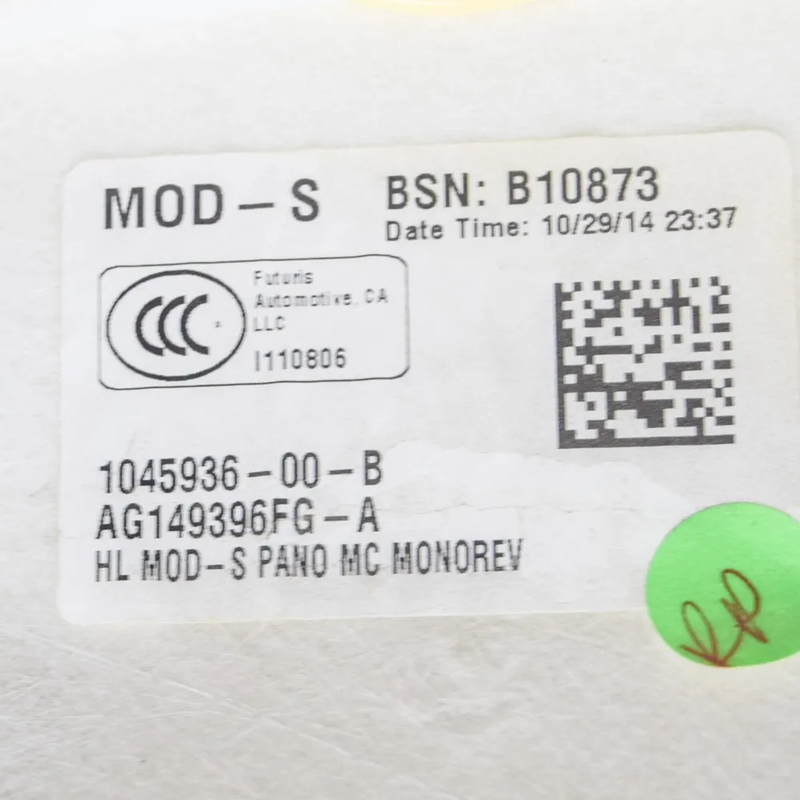 MOD-S
BSN: B10873
Date Time: 10/29/14 23:37
CCC
Futuris
Automotive, CA
LLC
I110806
1045936-00-B
AG149396FG-A
HL MOD-S PANO MC MONOREV
RP